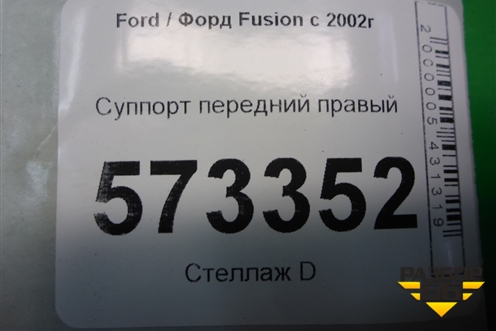 Ford / Форд Fusion с 2002г
Суппорт передний правый
573352
Стеллаж D
2000005431319